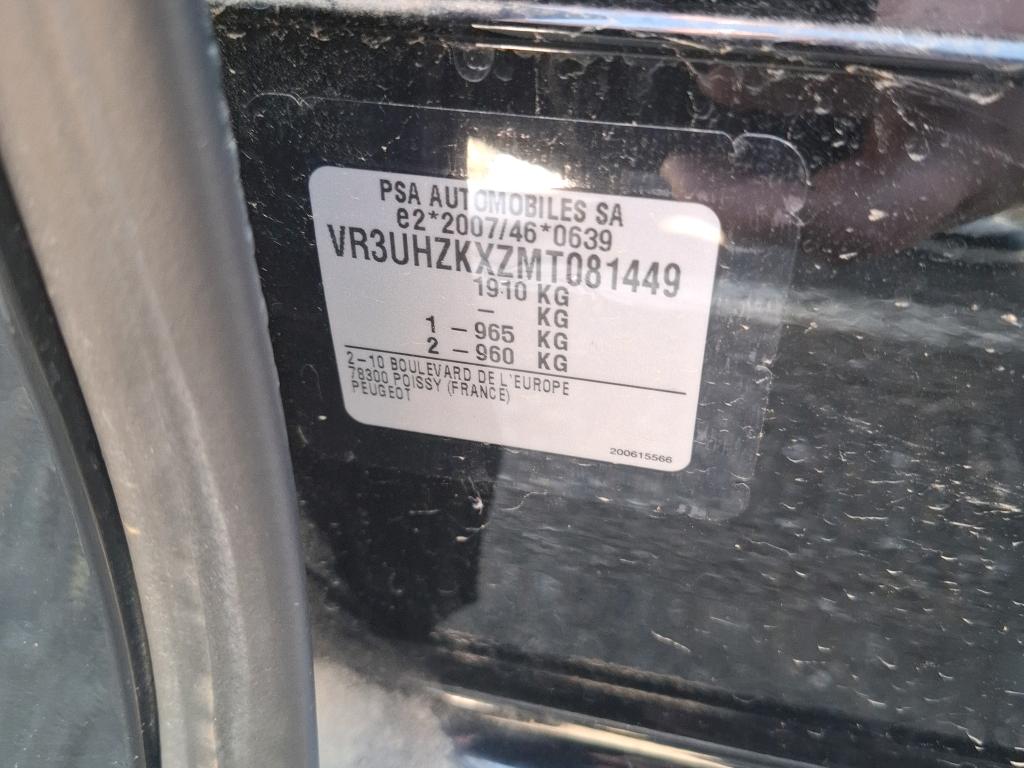 PSA AUTOMOBILES SA
e2*2007/46*0639
VR3UHZKXZMT081449
1910 KG
– KG
1 – 965 KG
2 – 960 KG
2–10 BOULEVARD DE L'EUROPE
78300 POISSY (FRANCE)
PEUGEOT
200615566